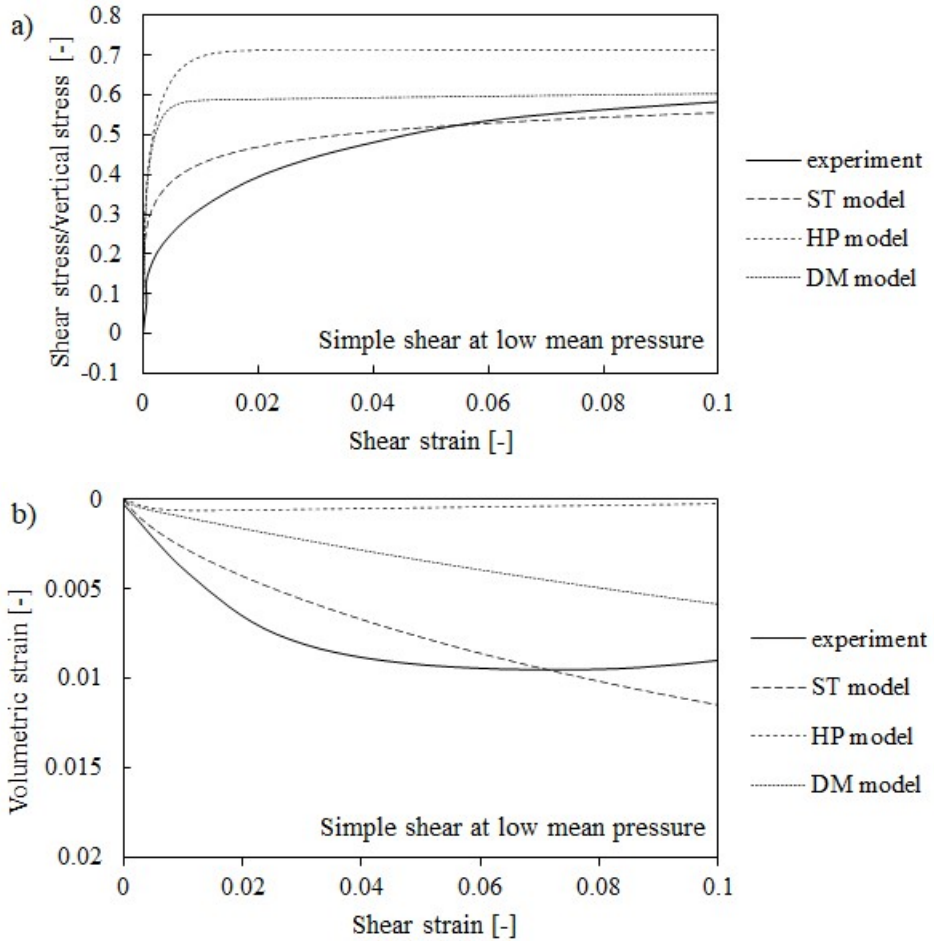 a)
Shear stress/vertical stress [-]
0.8
0.7
0.6
0.5
0.4
0.3
0.2
0.1
0
-0.1
0
0.02
0.04
0.06
0.08
0.1
Shear strain [-]
Simple shear at low mean pressure
experiment
ST model
HP model
DM model
b)
Volumetric strain [-]
0
0.005
0.01
0.015
0.02
0
0.02
0.04
0.06
0.08
0.1
Shear strain [-]
Simple shear at low mean pressure
experiment
ST model
HP model
DM model